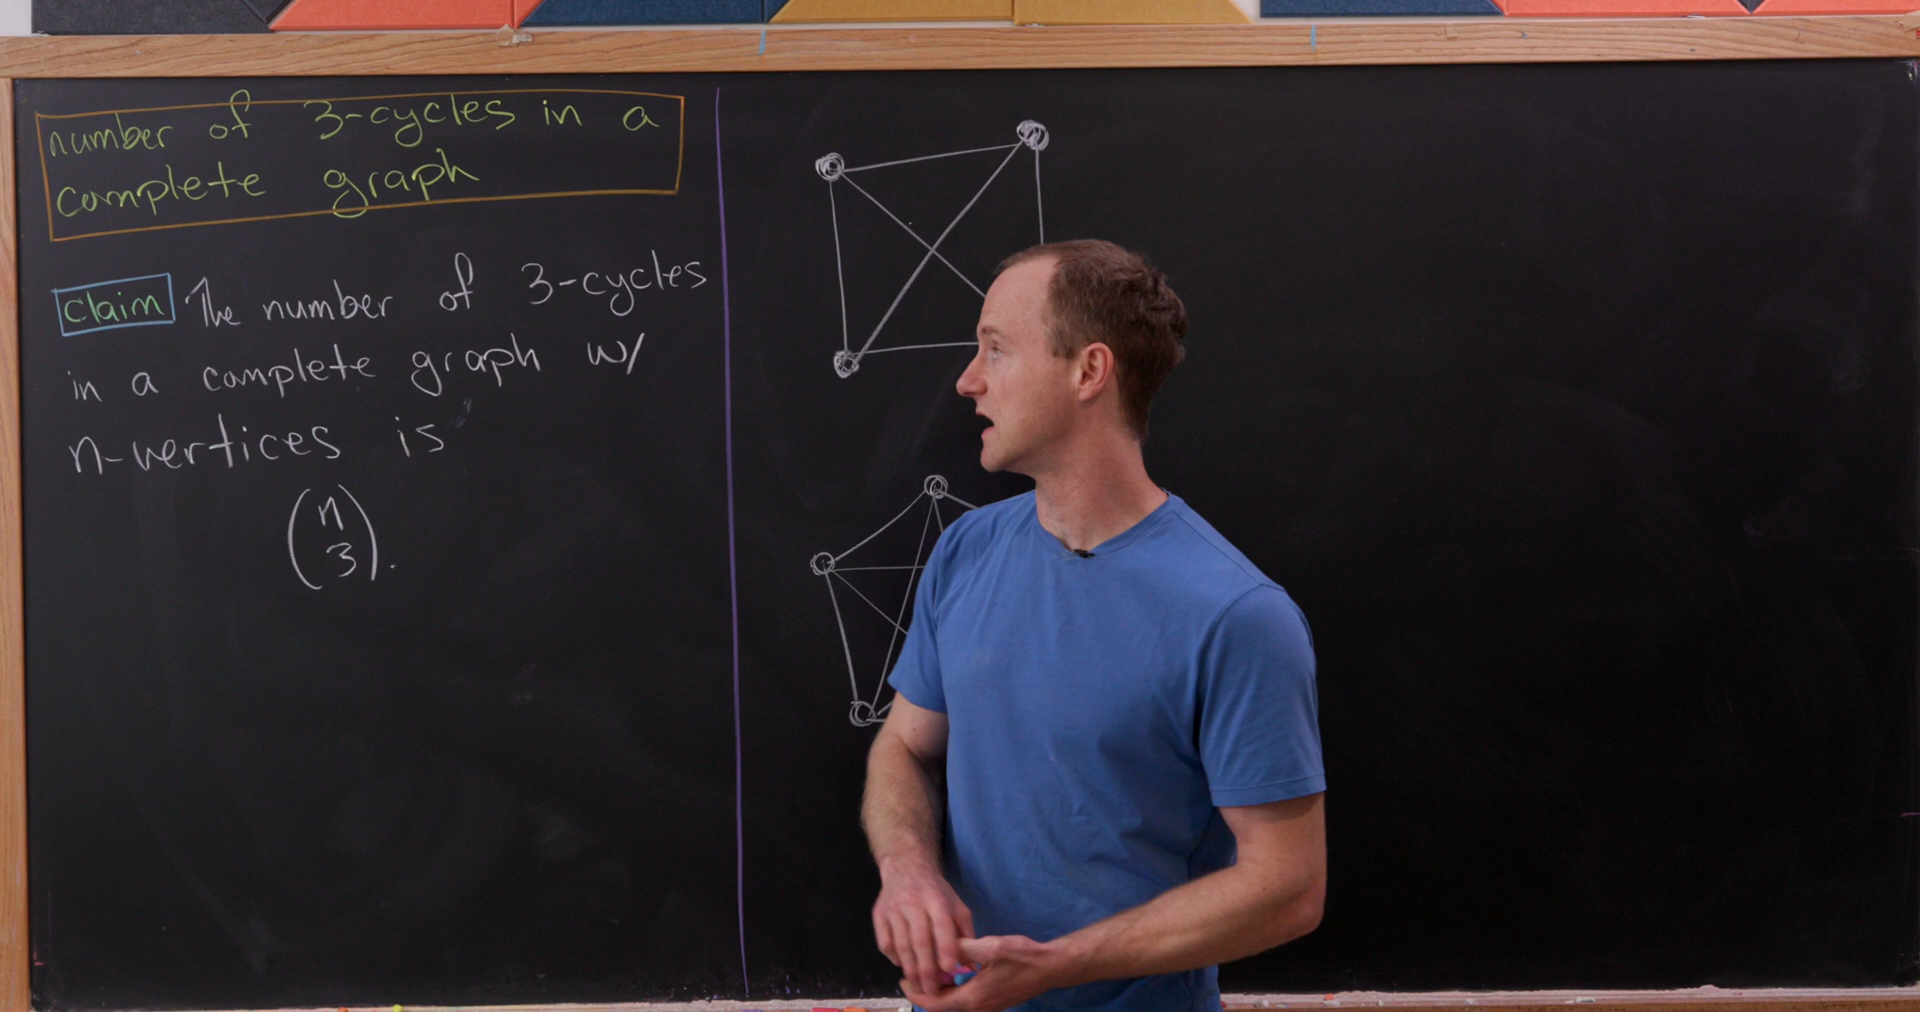 number of 3-cycles in a
complete graph
claim The number of 3-cycles
in a complete graph w/
n-vertices is
(n
3).